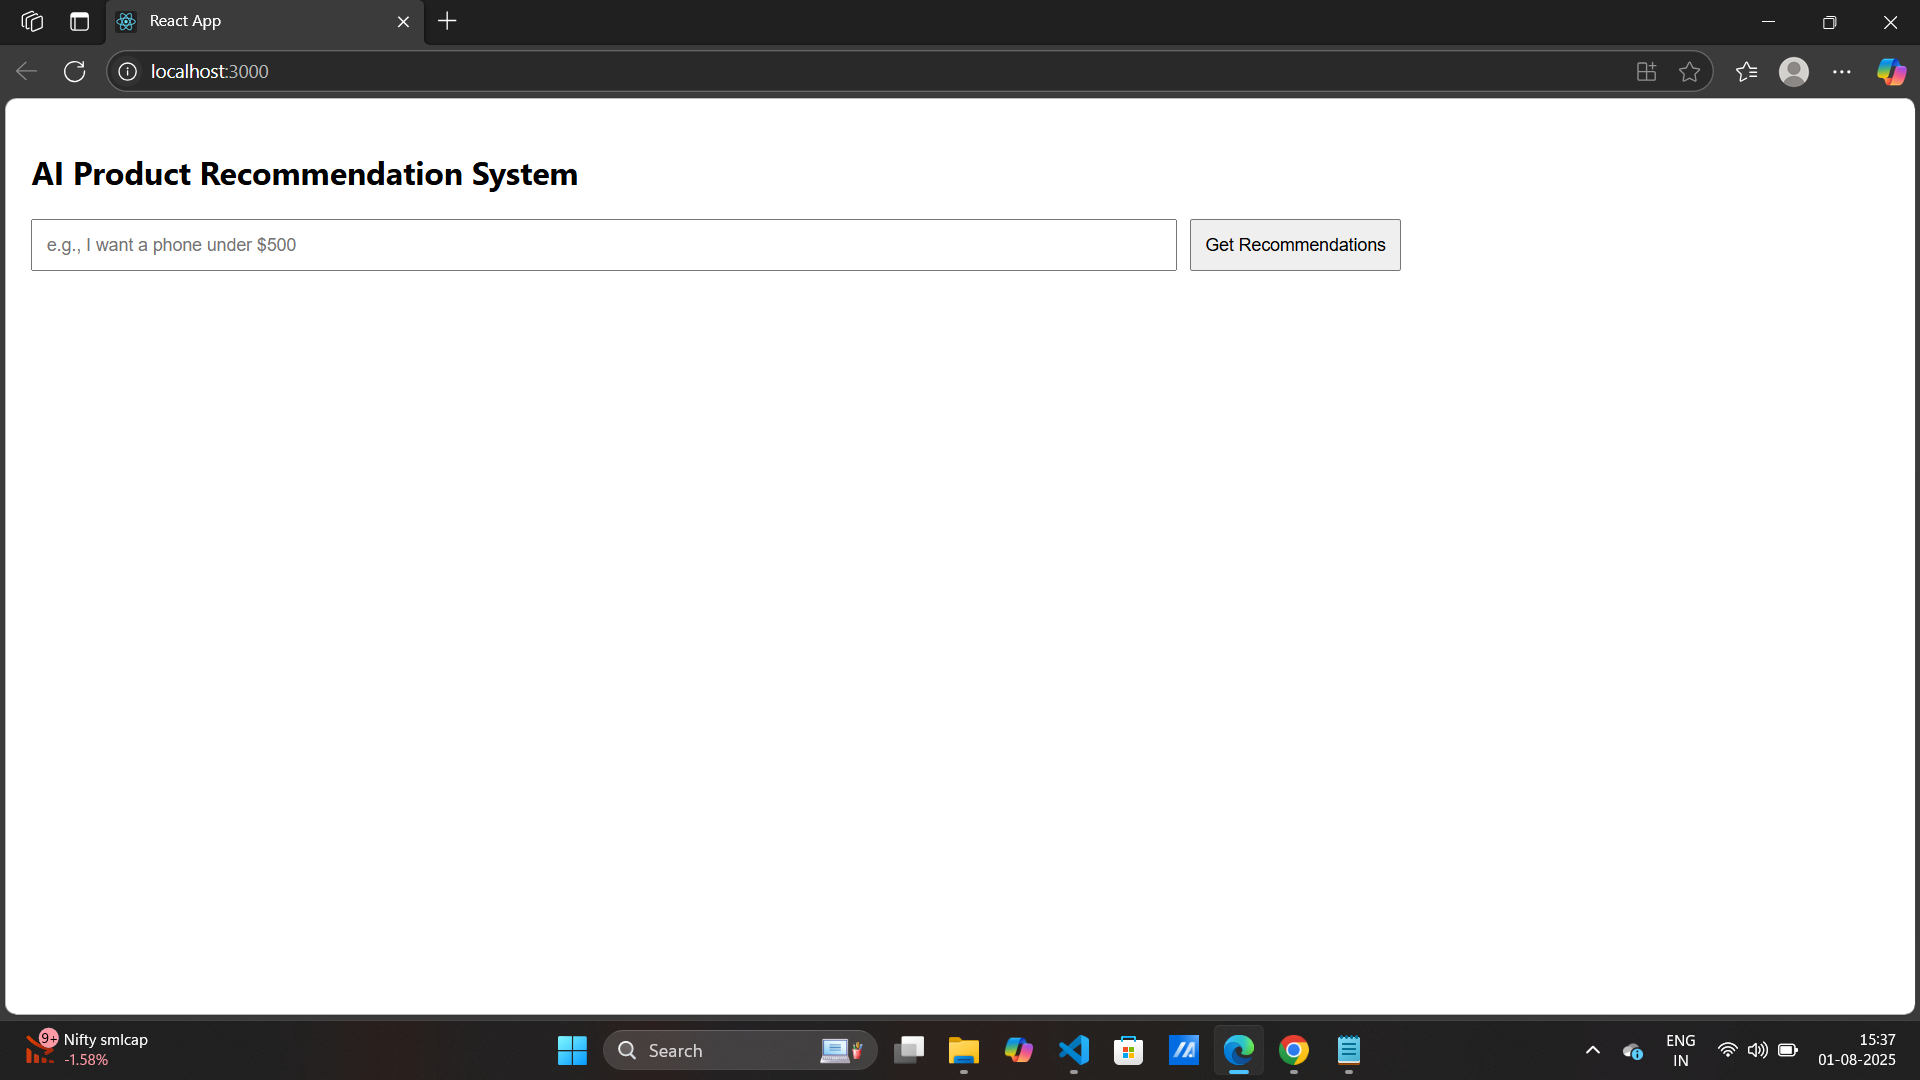 React App
localhost:3000
AI Product Recommendation System
e.g., I want a phone under $500
Get Recommendations
9+
Nifty smlcap
-1.58%
Search
ENG
IN
15:37
01-08-2025